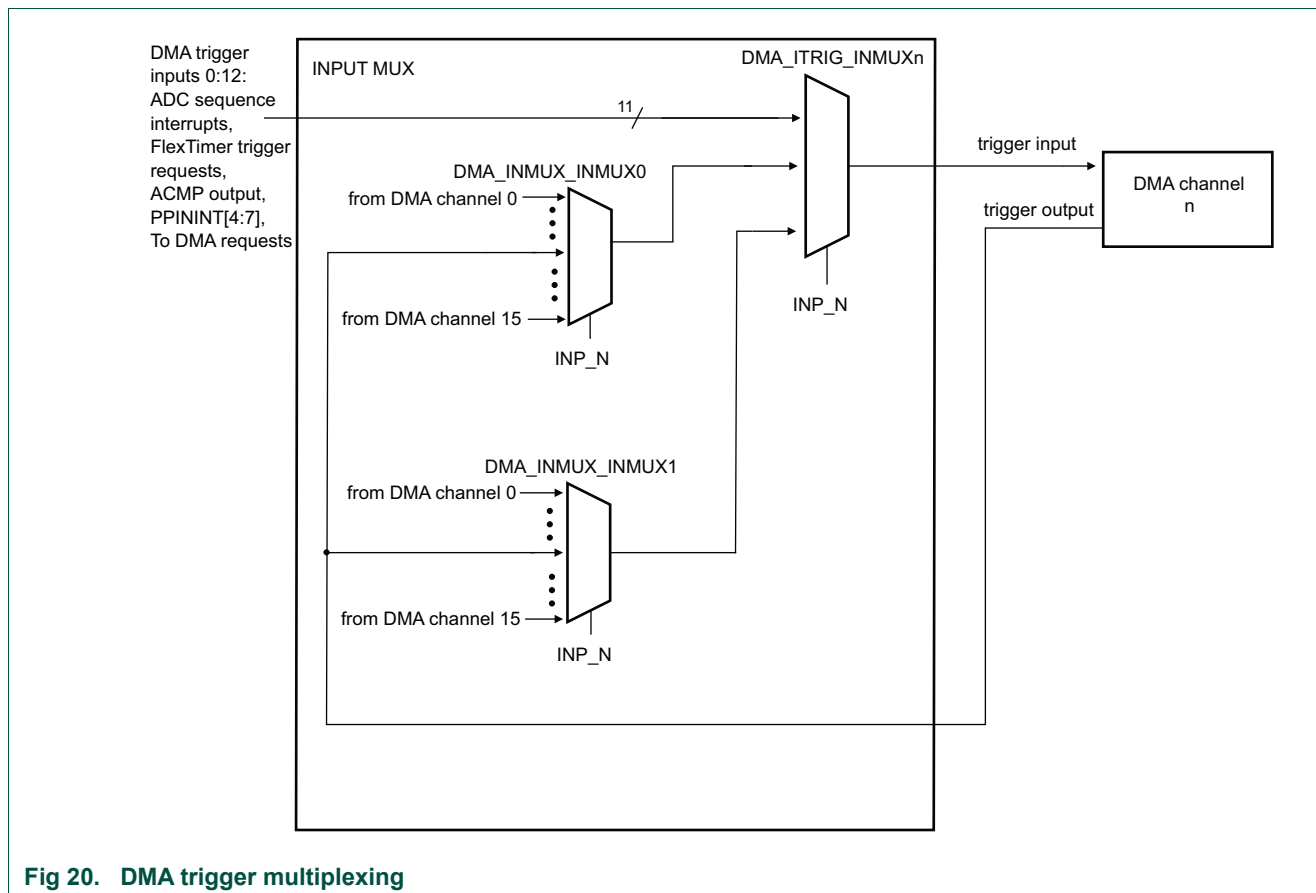 DMA trigger
inputs 0:12:
ADC sequence
interrupts,
FlexTimer trigger
requests,
ACMP output,
PPININT[4:7],
To DMA requests
INPUT MUX
DMA_ITRIG_INMUXn
11
DMA_INMUX_INMUX0
from DMA channel 0
from DMA channel 15
INP_N
INP_N
trigger input
trigger output
DMA channel
n
DMA_INMUX_INMUX1
from DMA channel 0
from DMA channel 15
INP_N
Fig 20. DMA trigger multiplexing